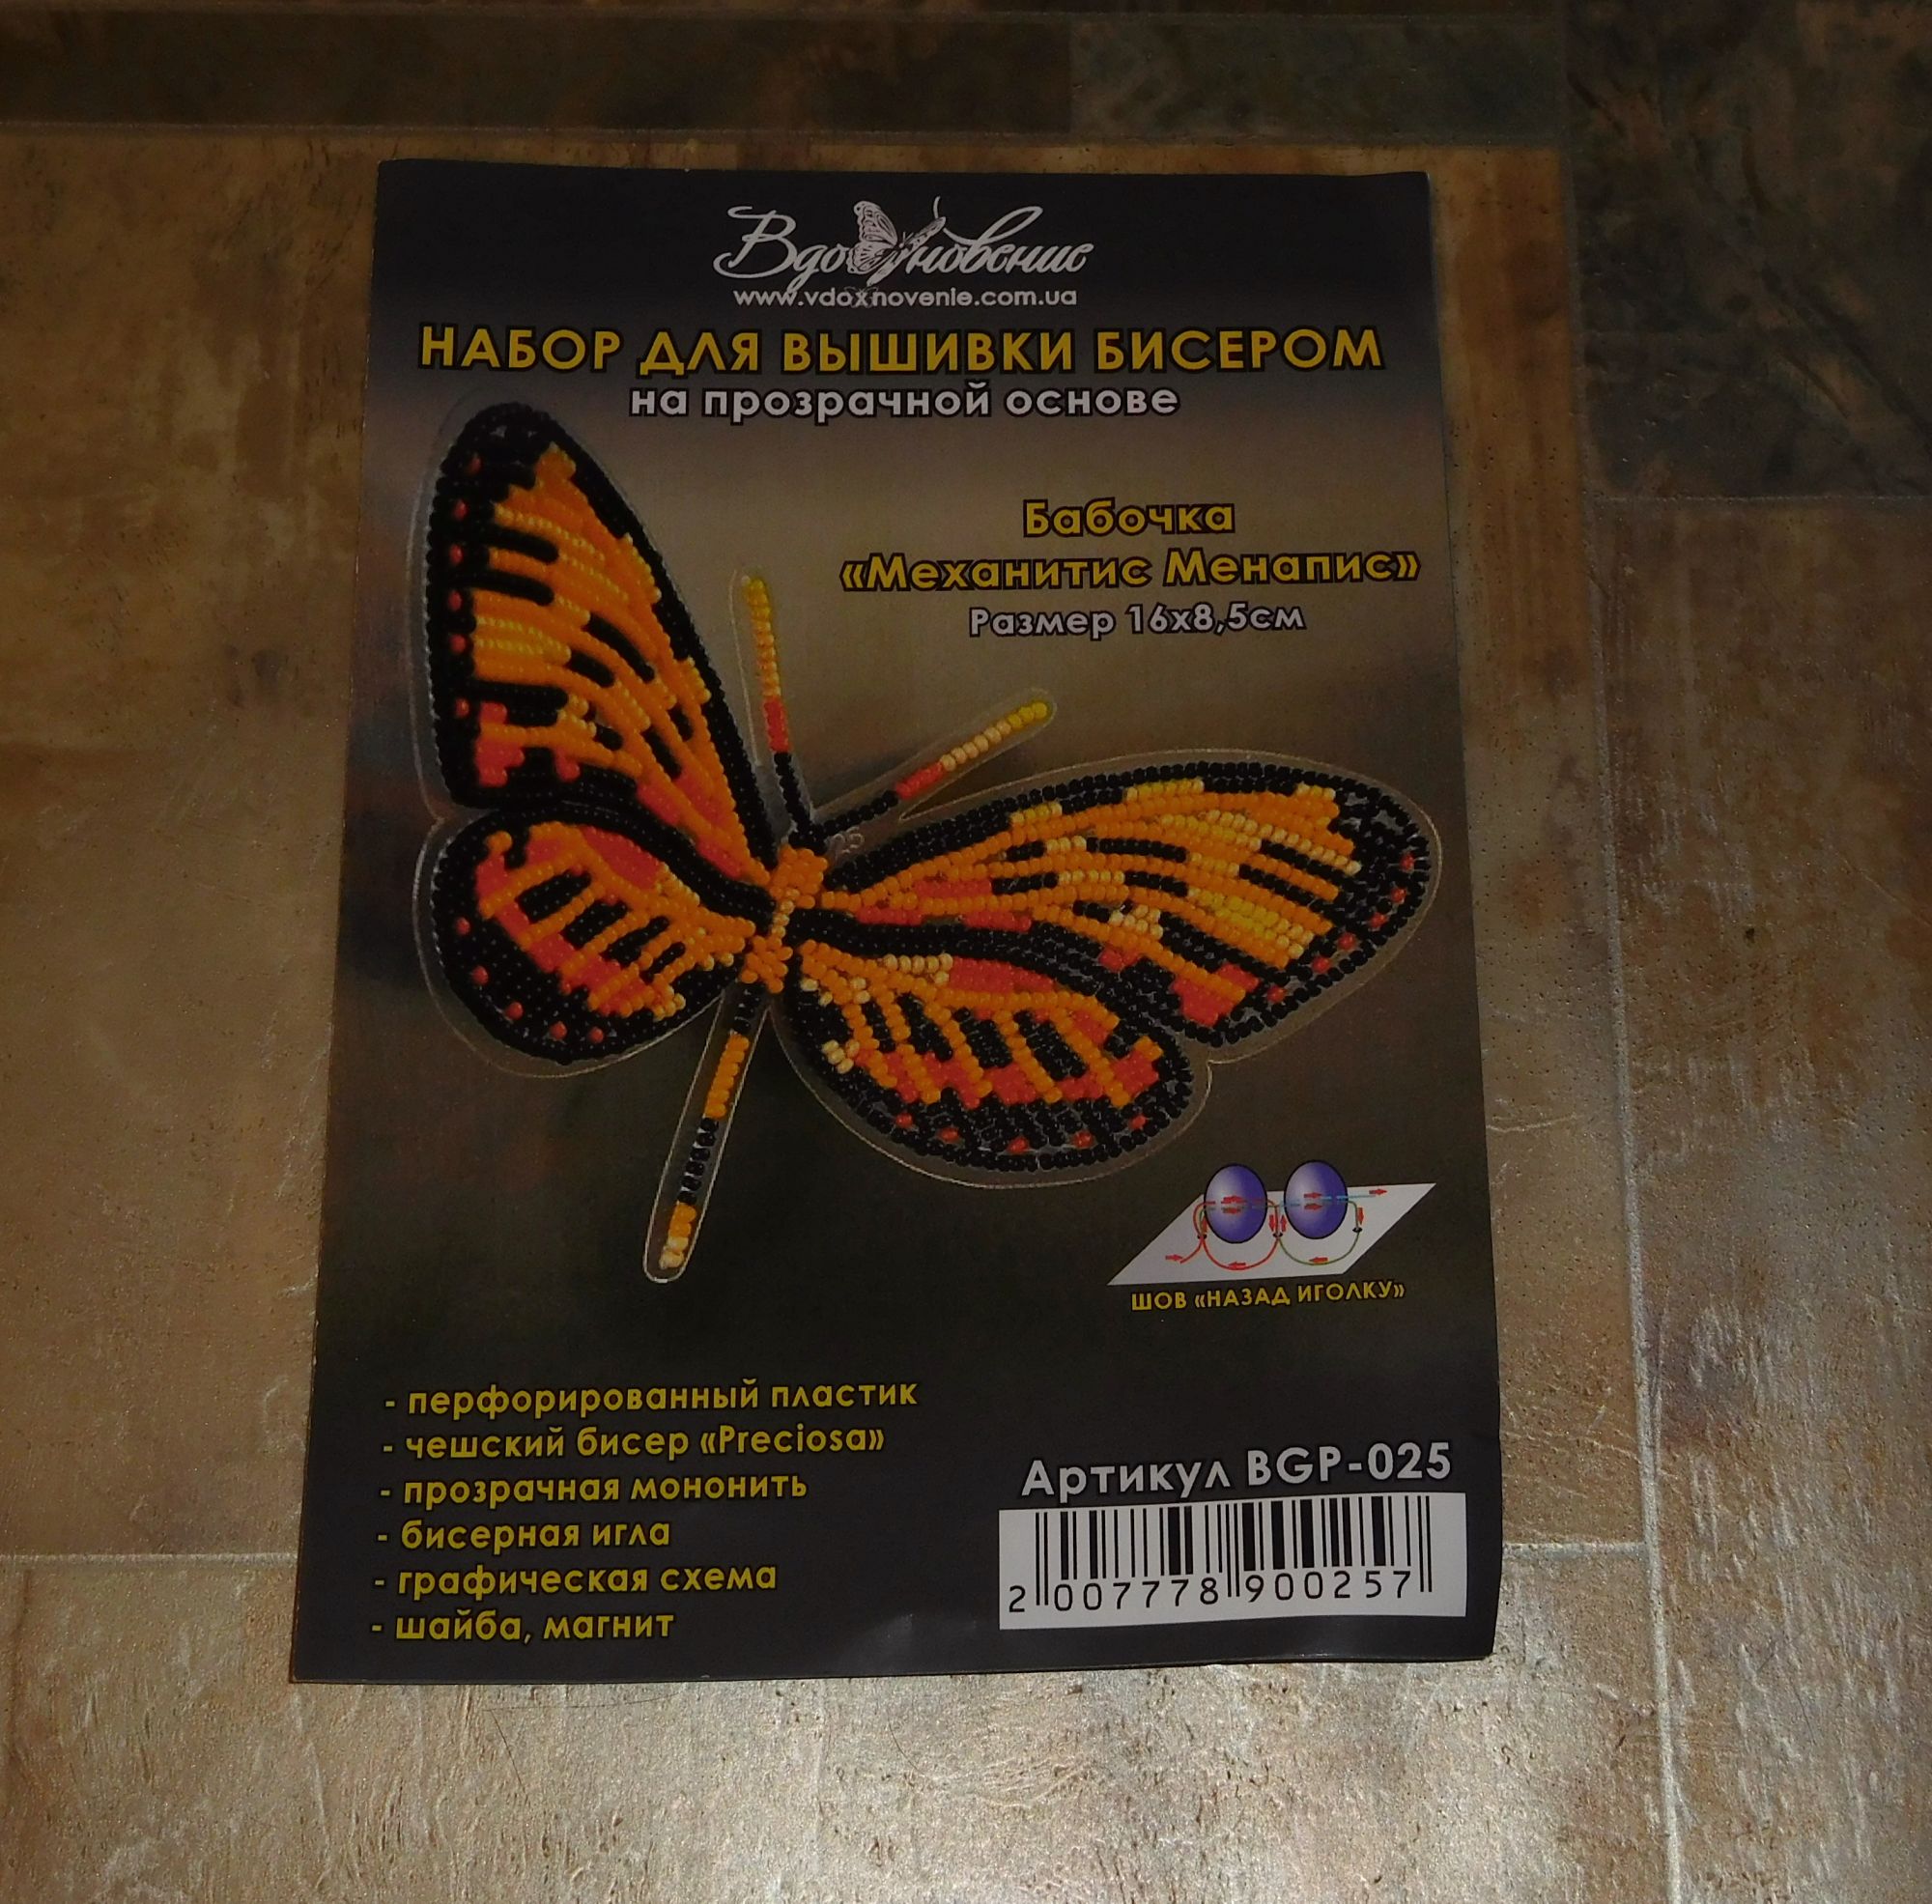 Вдохновение
www.vdoxnovenie.com.ua
НАБОР ДЛЯ ВЫШИВКИ БИСЕРОМ
на прозрачной основе
Бабочка
«Механитис Менапис»
Размер 16х8,5см
ШОВ «НАЗАД ИГОЛКУ»
- перфорированный пластик
- чешский бисер «Preciosa»
- прозрачная мононить
- бисерная игла
- графическая схема
- шайба, магнит
Артикул BGP-025
2 007778 900257